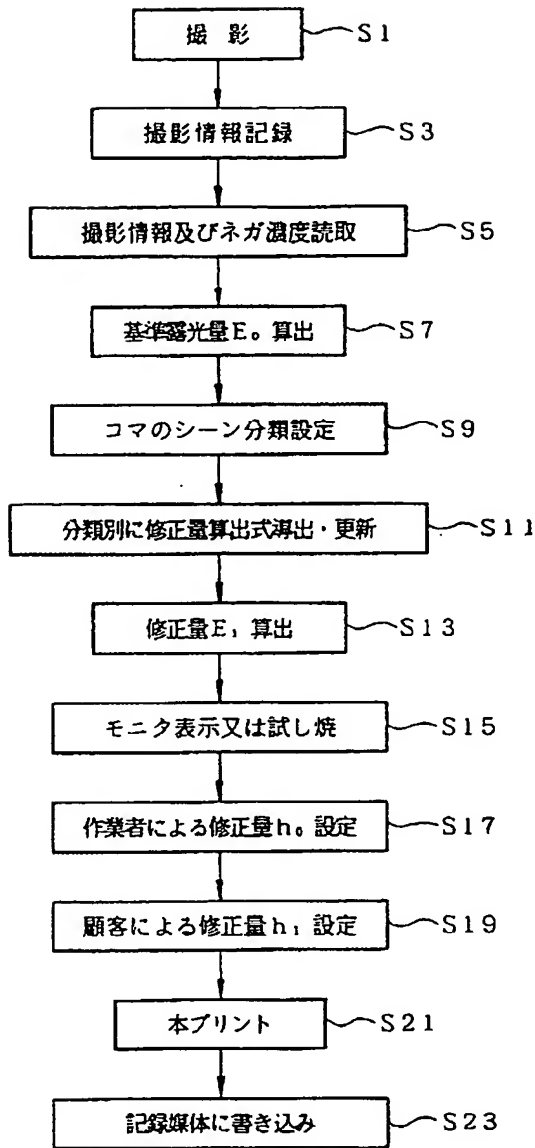 撮影 S1
撮影情報記録 S3
撮影情報及びネガ濃度読取 S5
基準露光量E₀算出 S7
コマのシーン分類設定 S9
分類別に修正量算出式導出・更新 S11
修正量E₁算出 S13
モニタ表示又は試し焼 S15
作業者による修正量h₀設定 S17
顧客による修正量h₁設定 S19
本プリント S21
記録媒体に書き込み S23